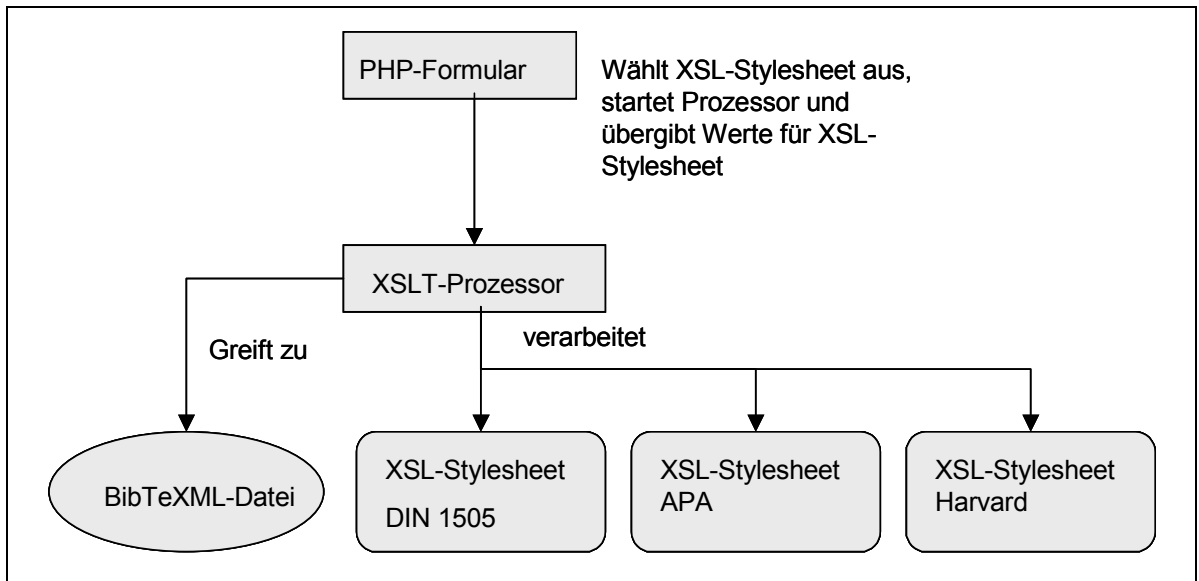 PHP-Formular
Wählt XSL-Stylesheet aus,
startet Prozessor und
übergibt Werte für XSL-
Stylesheet
XSLT-Prozessor
Greift zu
verarbeitet
BibTeXML-Datei
XSL-Stylesheet
DIN 1505
XSL-Stylesheet
APA
XSL-Stylesheet
Harvard